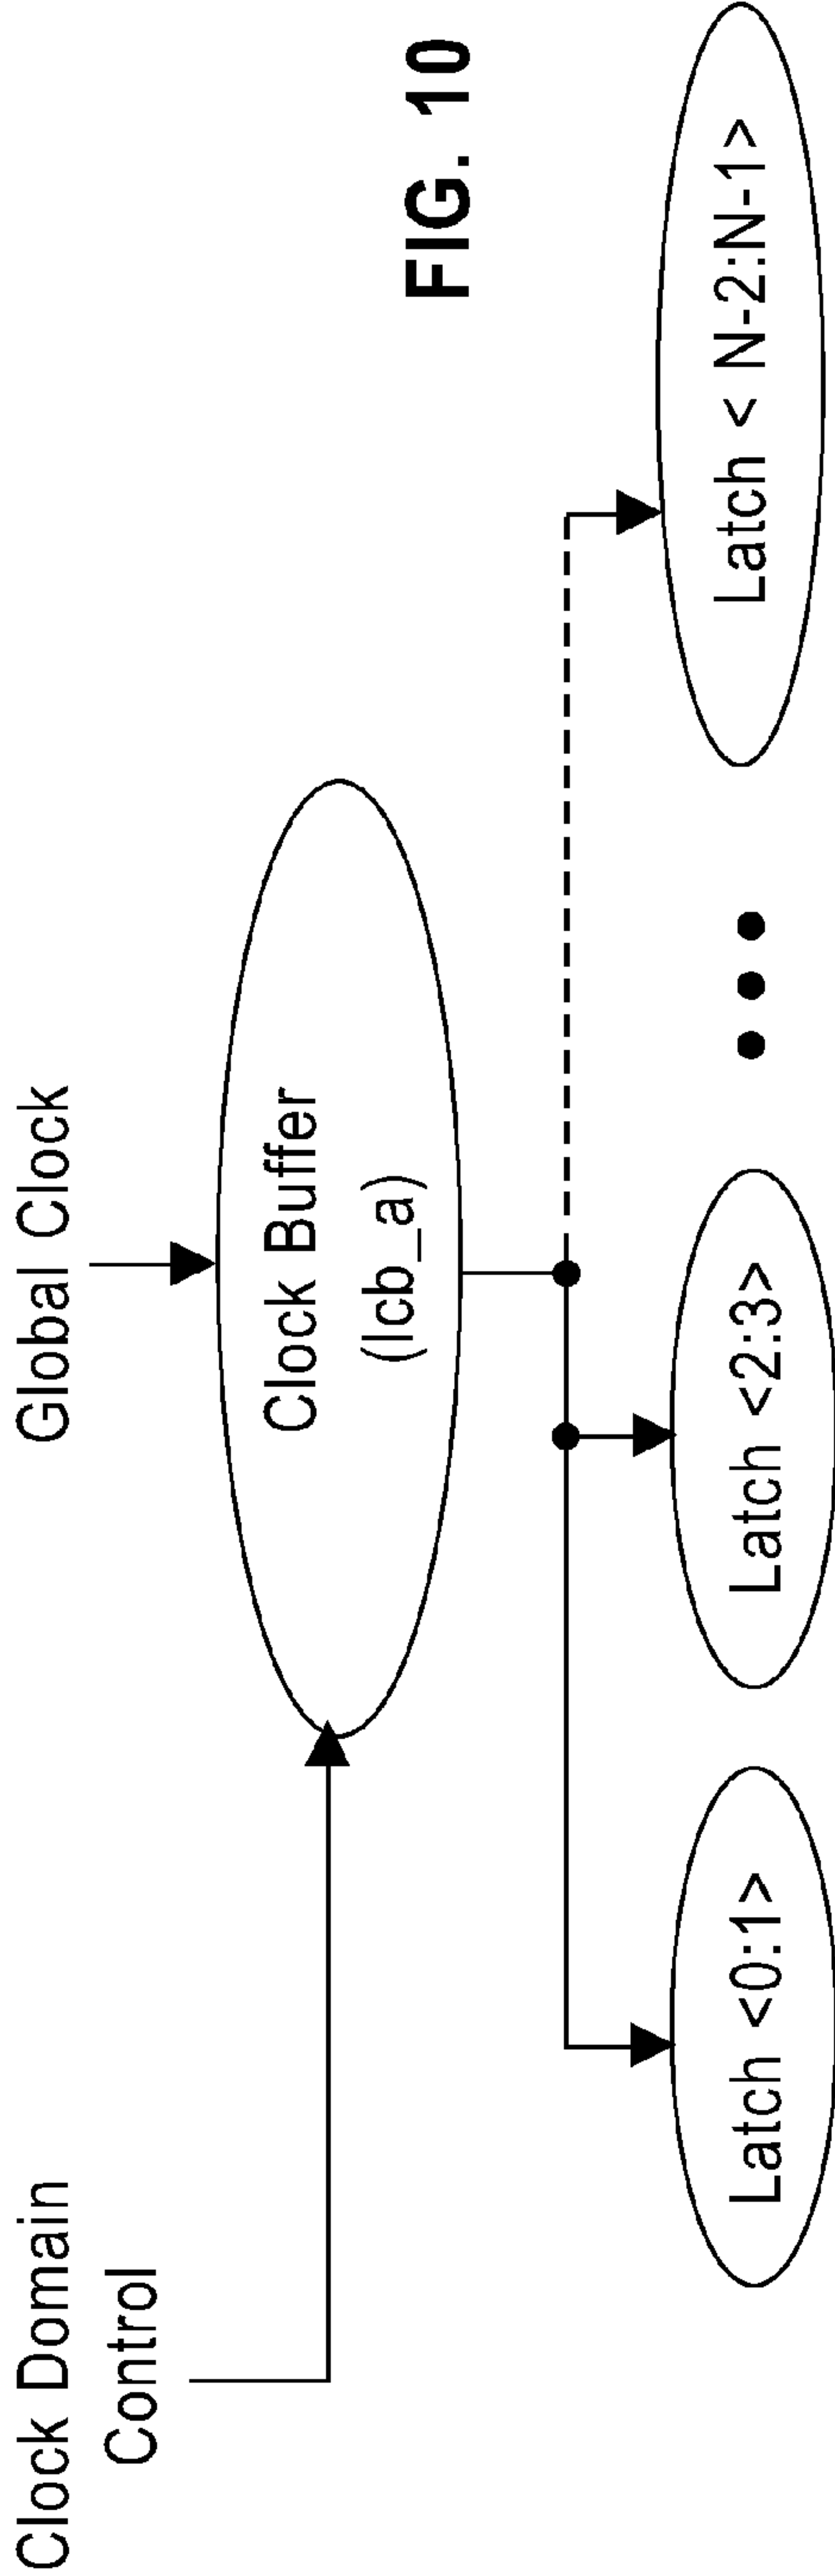 Clock Domain
Control
Global Clock
Clock Buffer
(lcb_a)
Latch <0:1>
Latch <2:3>
Latch < N-2:N-1>
FIG. 10